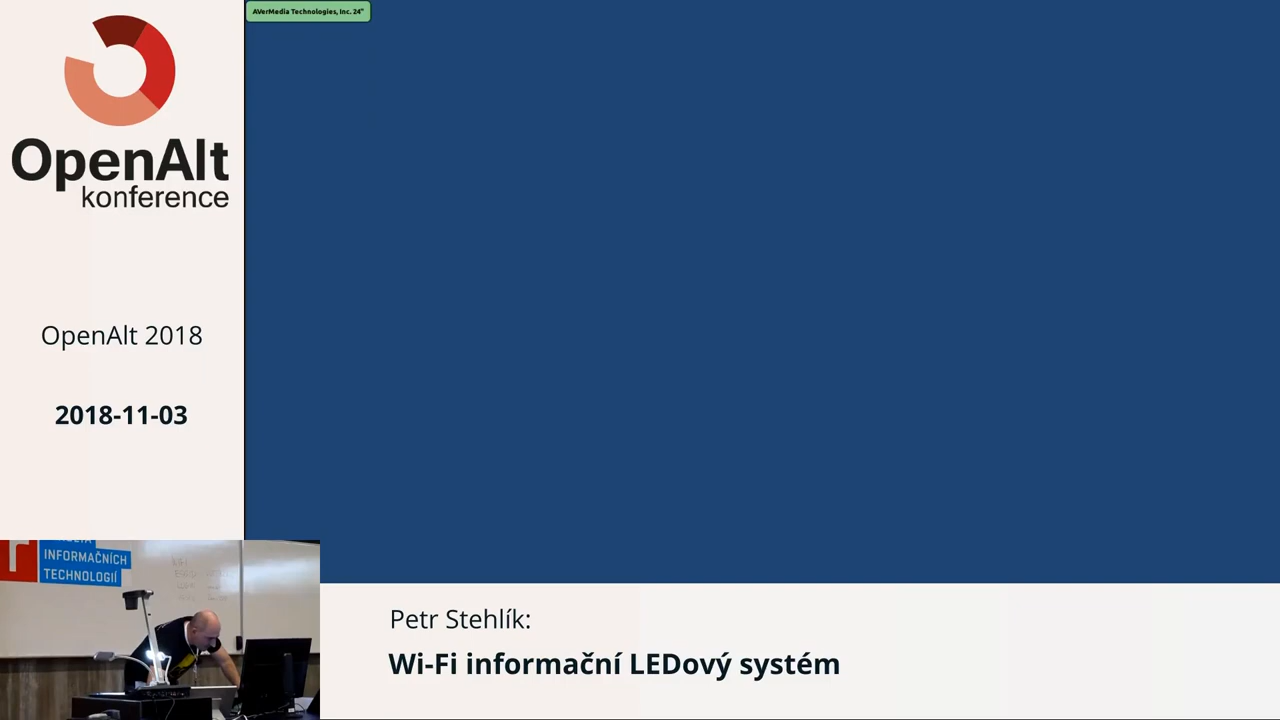 AVerMedia Technologies, Inc. 24"
OpenAlt
konference
OpenAlt 2018
2018-11-03
INFORMAČNÍCH
TECHNOLOGIÍ
Petr Stehlík:
Wi-Fi informační LEDový systém